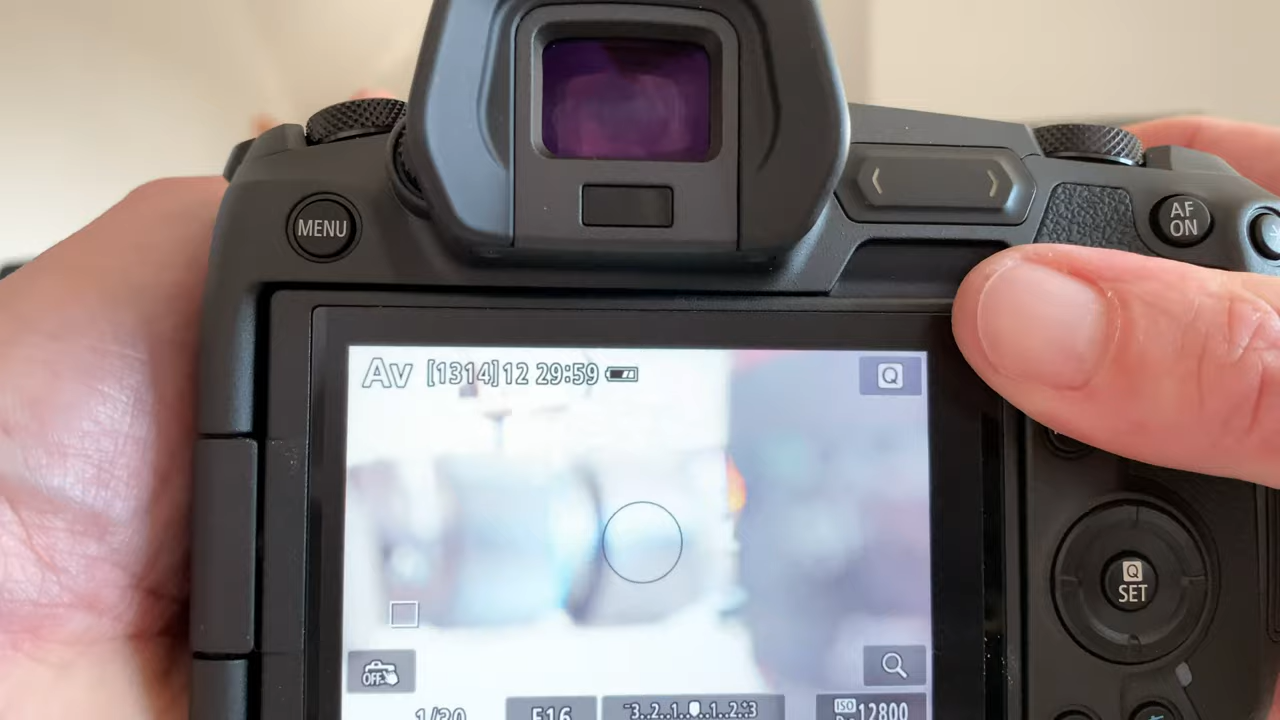 MENU
AF
ON
Av [1314] 12 29:59
Q
Q
SET
OFF
1/30 F16 -3..2..1..0..1..2.:3 ISO 12800